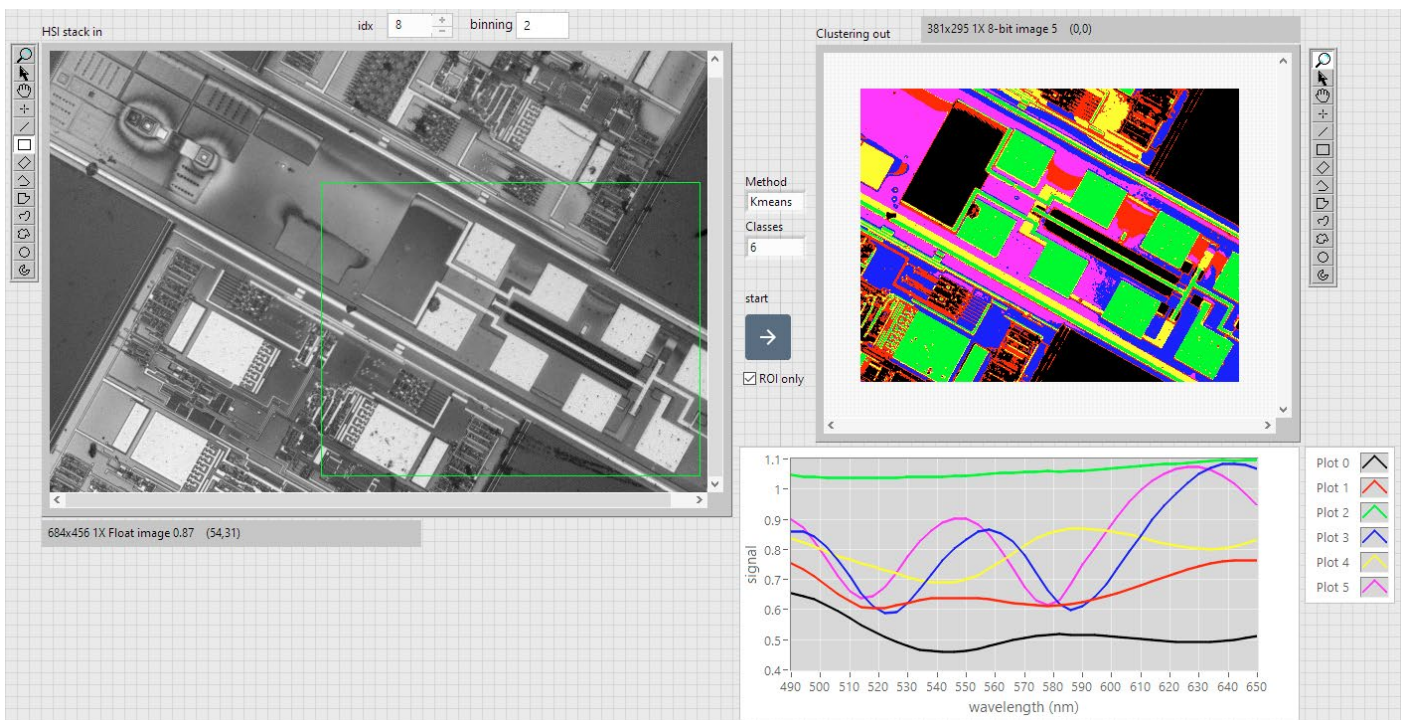 HSI stack in
idx 8
binning 2
Clustering out
381x295 1X 8-bit image 5 (0,0)
Method
Kmeans
Classes
6
start
ROI only
684x456 1X Float image 0.87 (54,31)
1.1
1
0.9
0.8
0.7
0.6
0.5
0.4
signal
490 500 510 520 530 540 550 560 570 580 590 600 610 620 630 640 650
wavelength (nm)
Plot 0
Plot 1
Plot 2
Plot 3
Plot 4
Plot 5